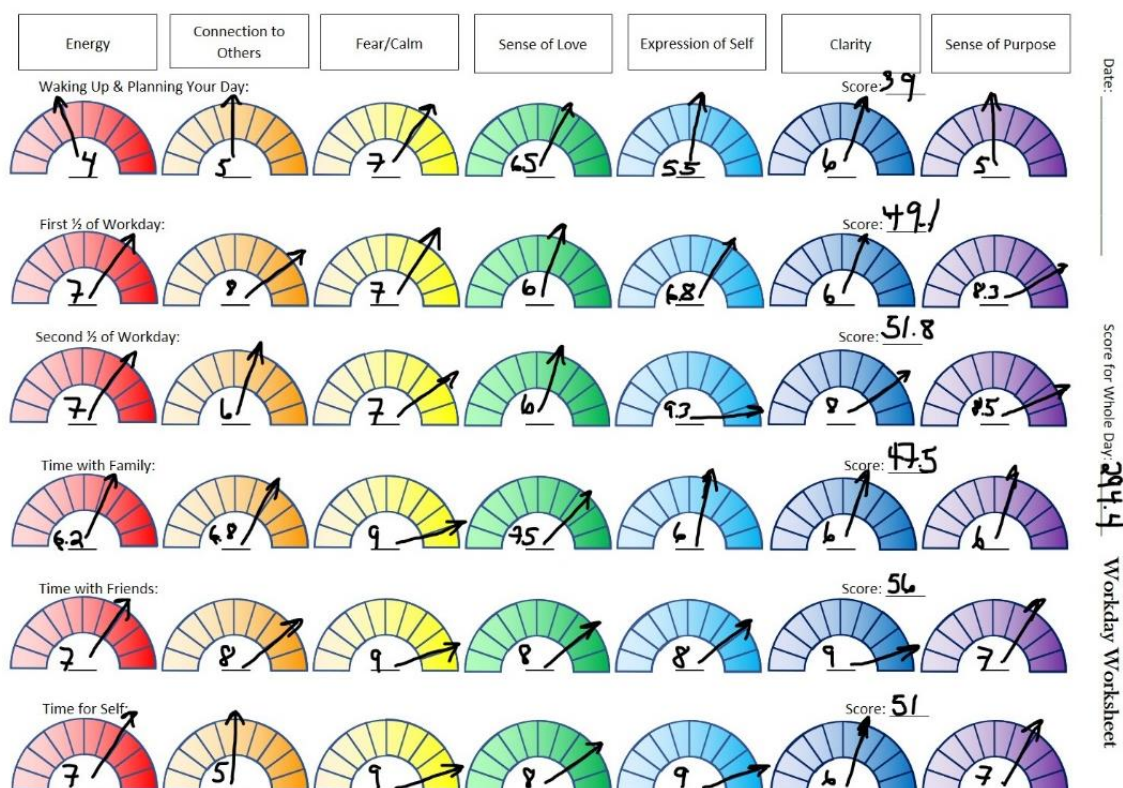 Energy Connection to Others Fear/Calm Sense of Love Expression of Self Clarity Sense of Purpose
Waking Up & Planning Your Day: Score: 39
4 5 7 6.5 5.5 6 5
First ½ of Workday: Score: 49.1
7 8 7 6 6.8 6 8.3
Second ½ of Workday: Score: 51.8
7 6 7 6 9.3 8 8.5
Time with Family: Score: 47.5
6.2 6.8 9 7.5 6 6 6
Time with Friends: Score: 56
7 8 9 8 8 9 7
Time for Self: Score: 51
7 5 9 8 9 6 7
Date:
Score for Whole Day: 294.4
Workday Worksheet